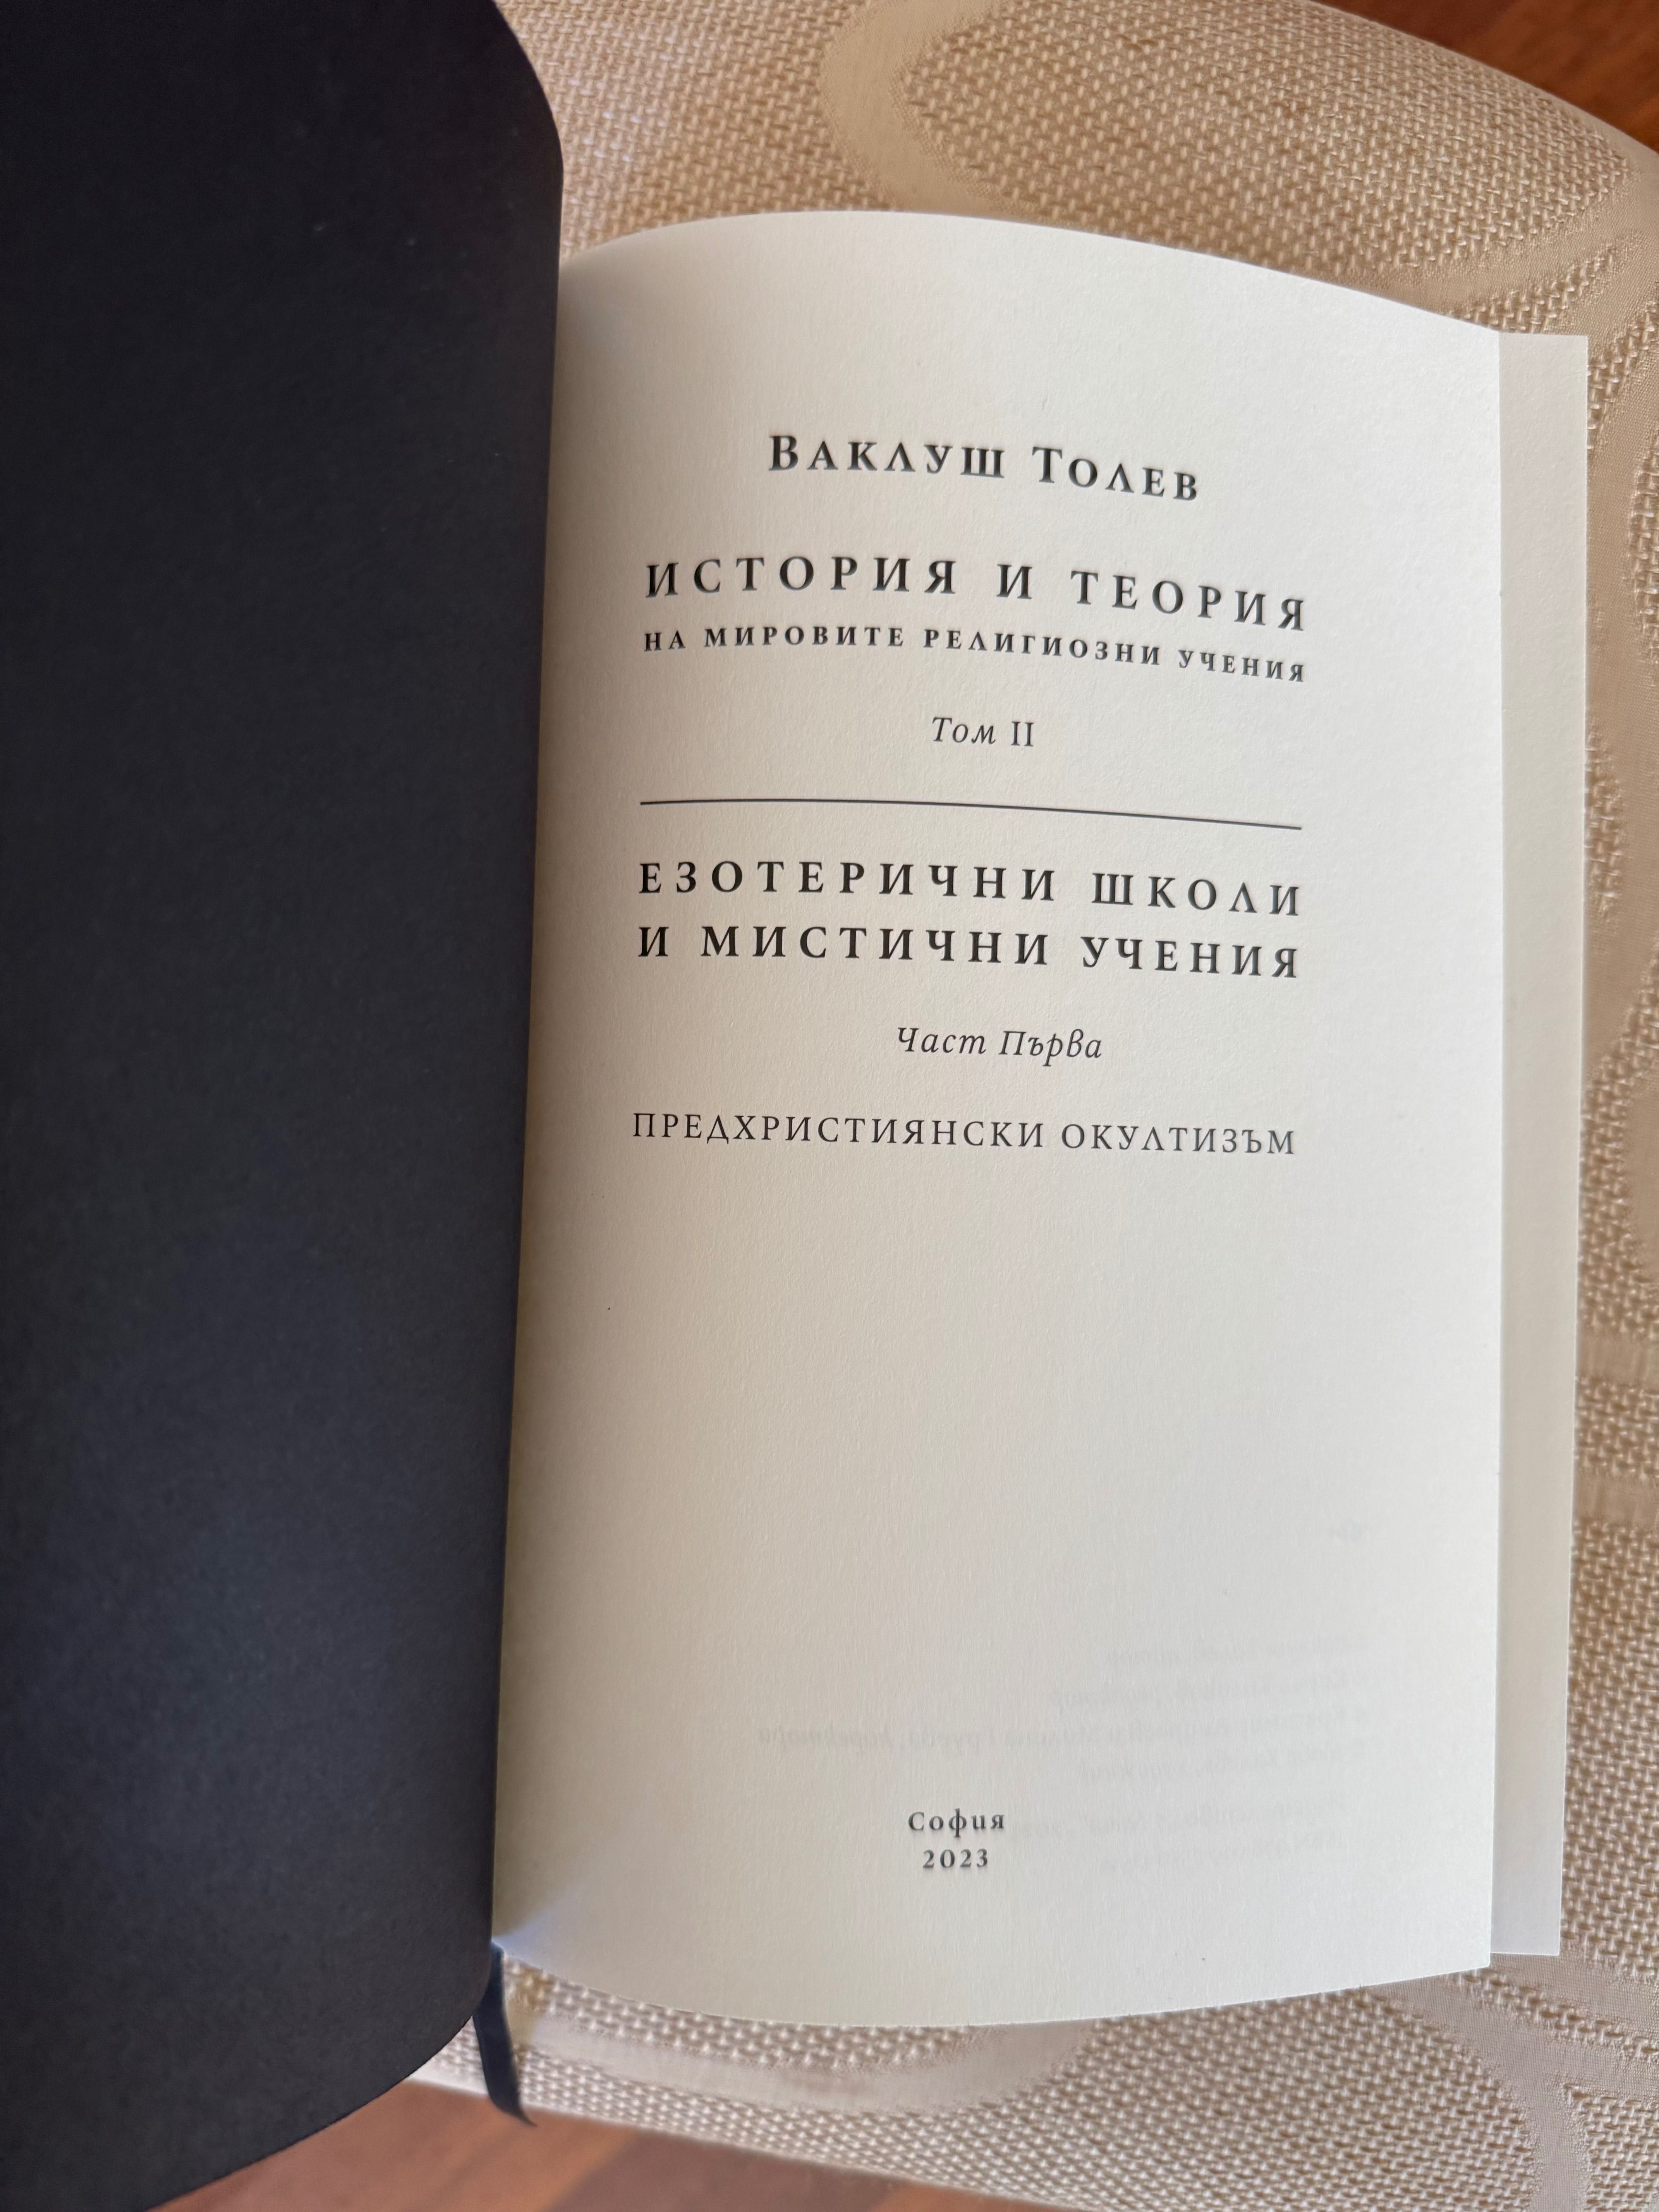 Ваклуш Толев
ИСТОРИЯ И ТЕОРИЯ
НА МИРОВИТЕ РЕЛИГИОЗНИ УЧЕНИЯ
Том II
ЕЗОТЕРИЧНИ ШКОЛИ
И МИСТИЧНИ УЧЕНИЯ
Част Първа
ПРЕДХРИСТИЯНСКИ ОКУЛТИЗЪМ
София
2023